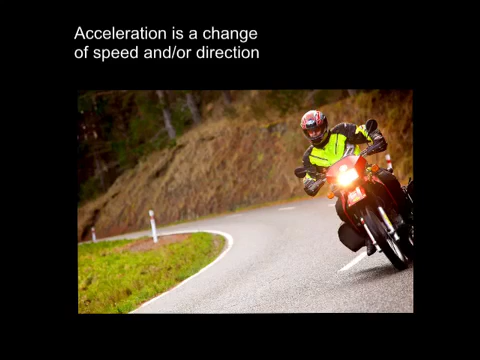 Acceleration is a change
of speed and/or direction